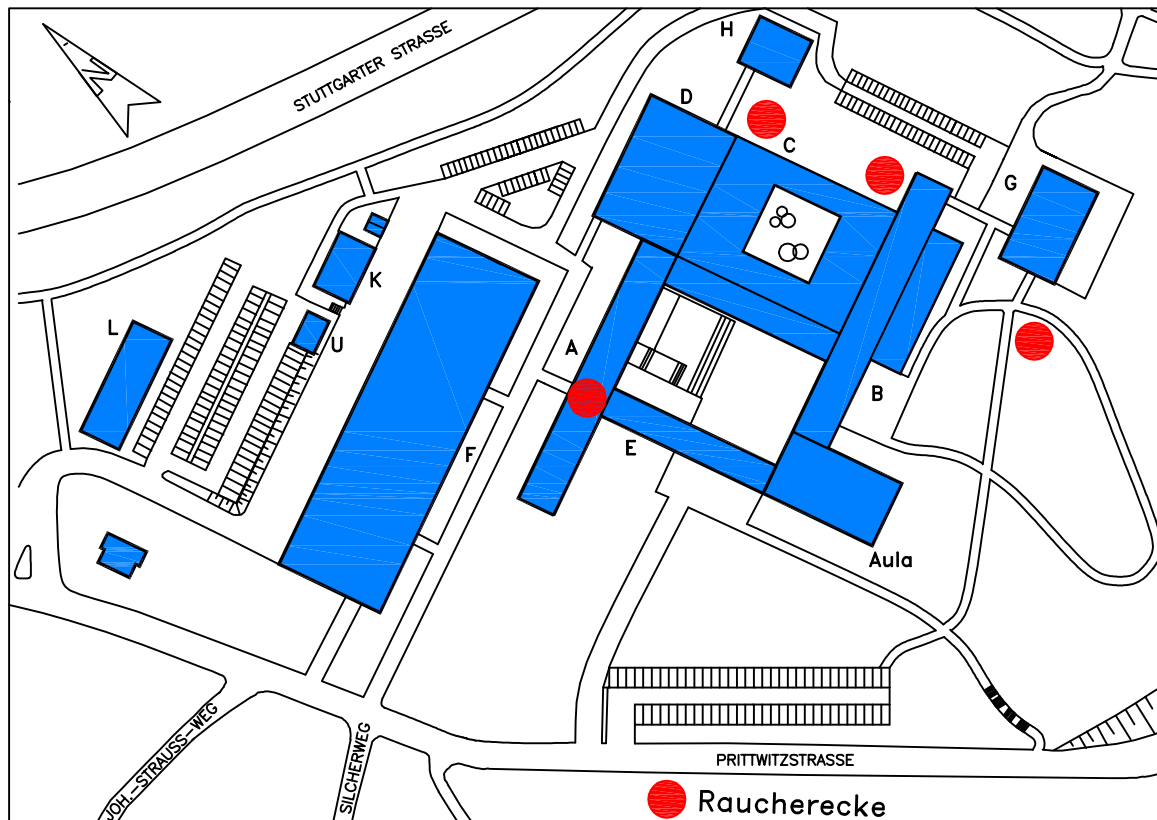 STUTTGARTER STRASSE
N
H
D
C
G
K
L
U
A
B
F
E
Aula
JOH.-STRAUSS-WEG
SILCHERWEG
PRITTWITZSTRASSE
Raucherecke